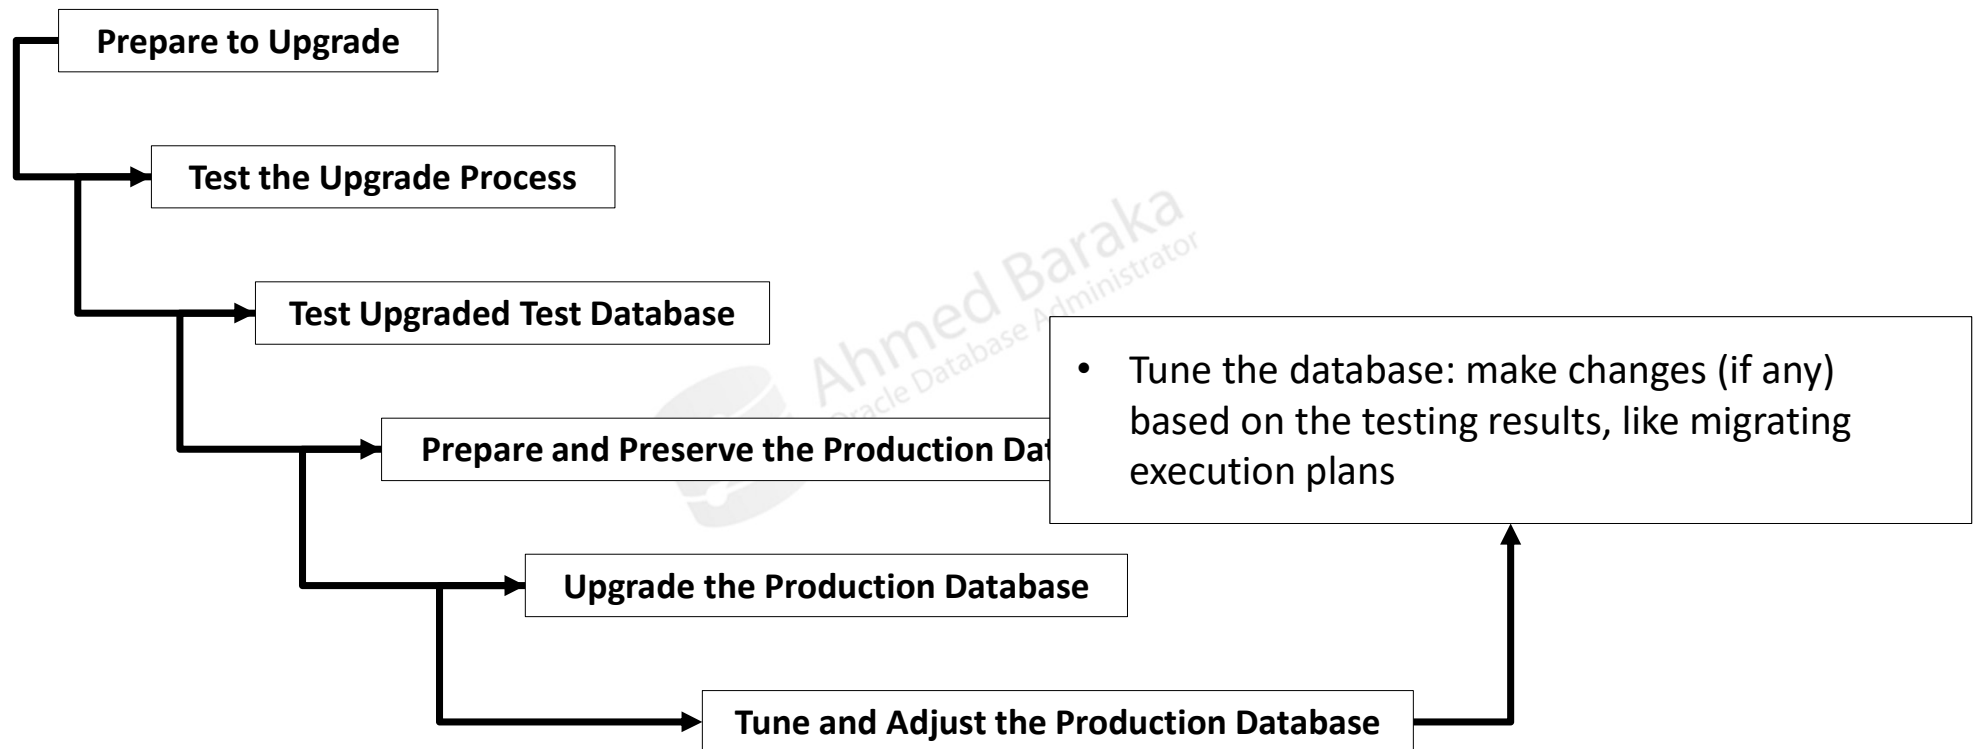 Prepare to Upgrade
Test the Upgrade Process
Ahmed Baraka
Oracle Database Administrator
Test Upgraded Test Database
• Tune the database: make changes (if any)
based on the testing results, like migrating
execution plans
Prepare and Preserve the Production Dat
Upgrade the Production Database
Tune and Adjust the Production Database